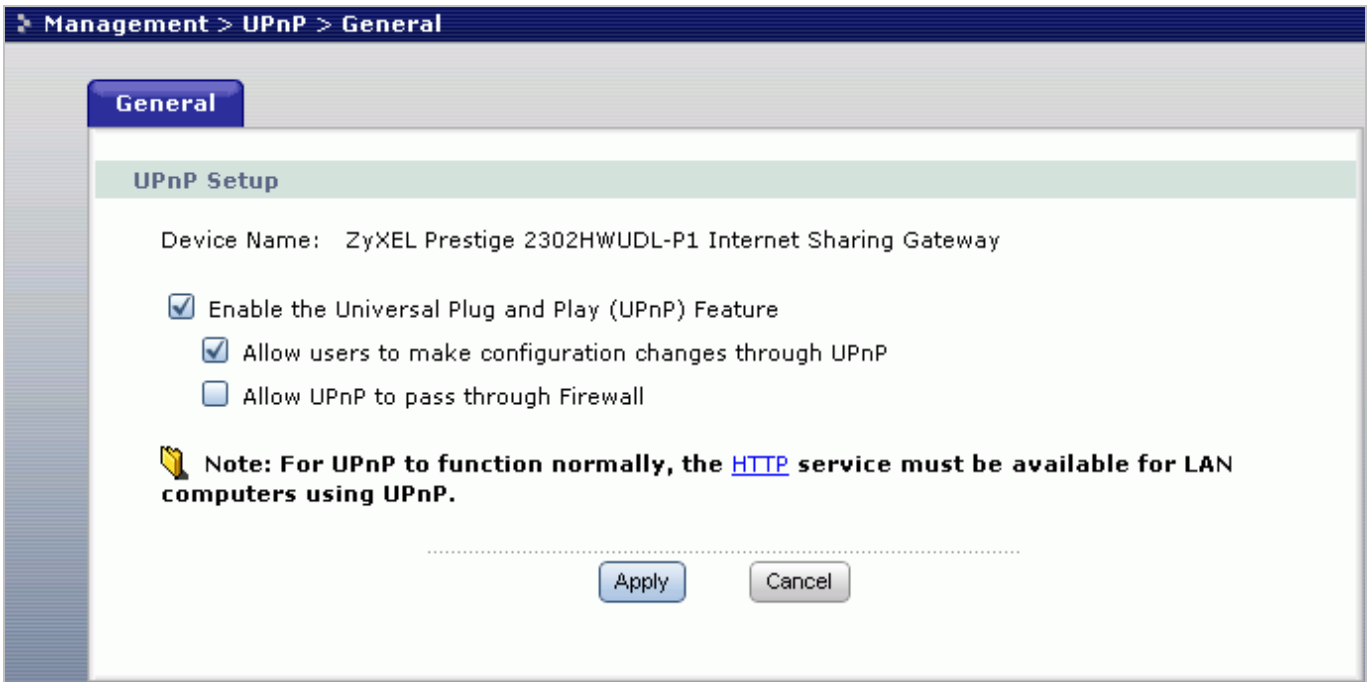 Management > UPnP > General
General
UPnP Setup
Device Name: ZyXEL Prestige 2302HWUDL-P1 Internet Sharing Gateway
Enable the Universal Plug and Play (UPnP) Feature
Allow users to make configuration changes through UPnP
Allow UPnP to pass through Firewall
Note: For UPnP to function normally, the HTTP service must be available for LAN
computers using UPnP.
Apply Cancel